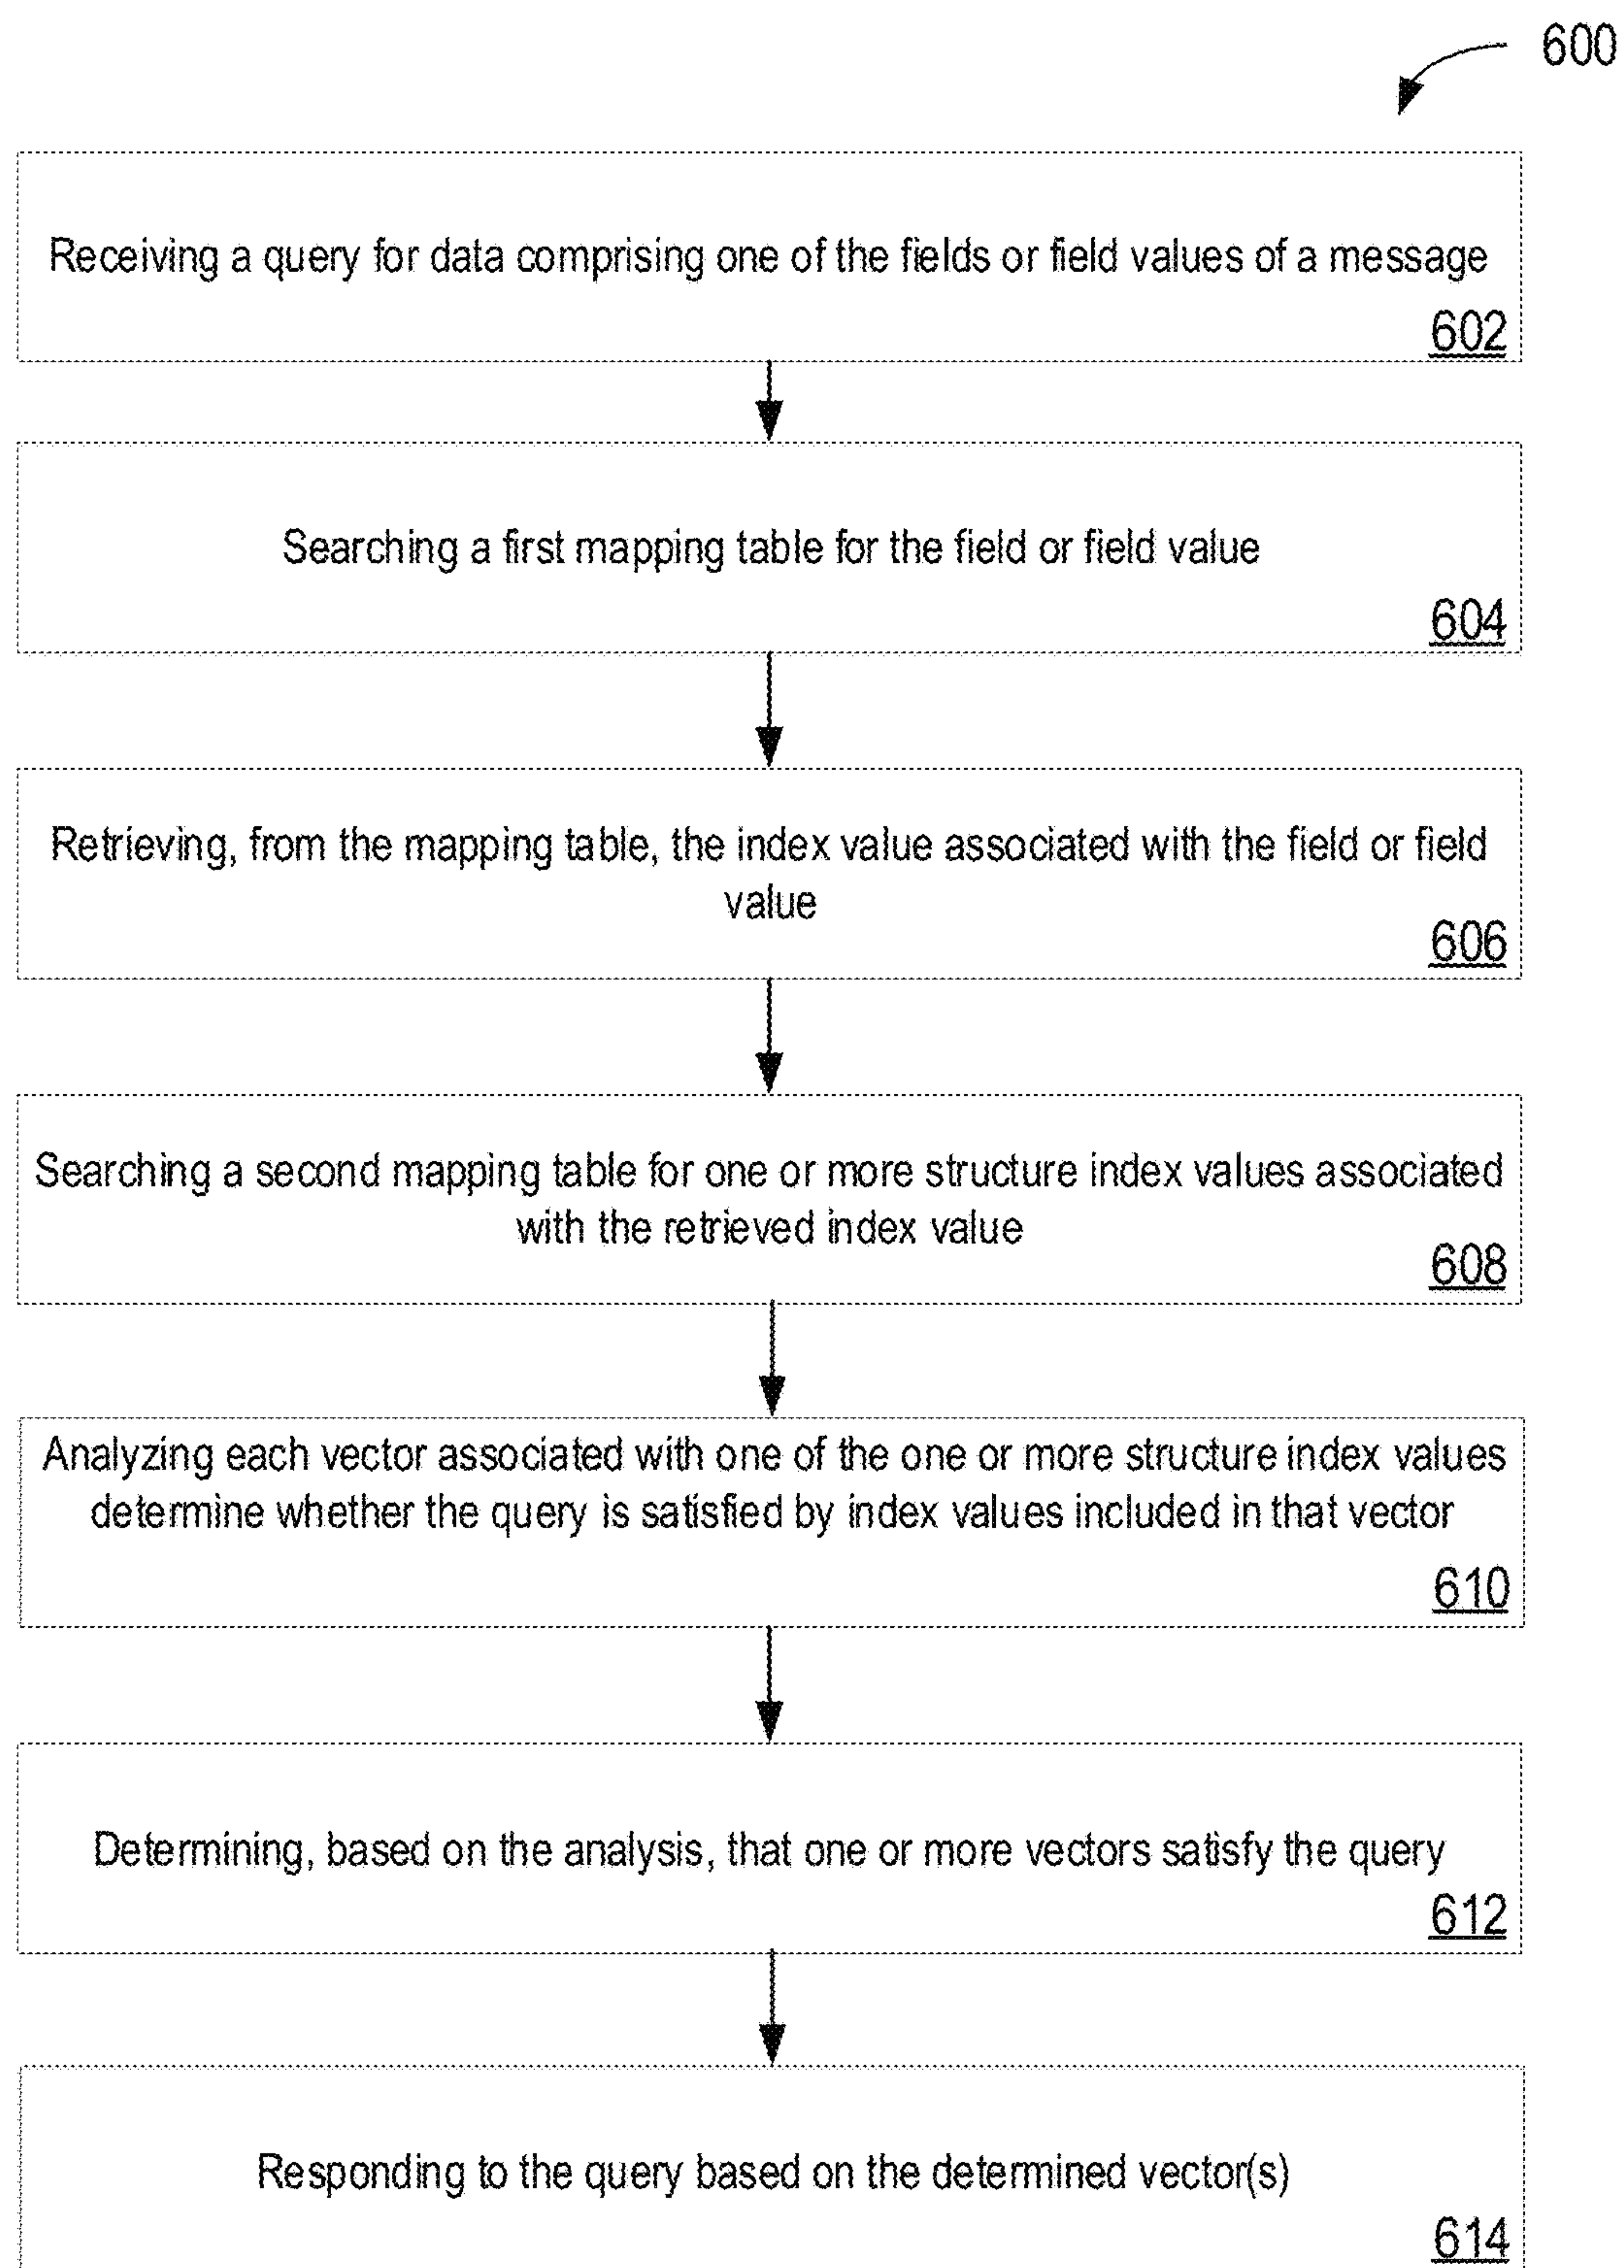 600
Receiving a query for data comprising one of the fields or field values of a message
602
Searching a first mapping table for the field or field value
604
Retrieving, from the mapping table, the index value associated with the field or field
value
606
Searching a second mapping table for one or more structure index values associated
with the retrieved index value
608
Analyzing each vector associated with one of the one or more structure index values
determine whether the query is satisfied by index values included in that vector
610
Determining, based on the analysis, that one or more vectors satisfy the query
612
Responding to the query based on the determined vector(s)
614